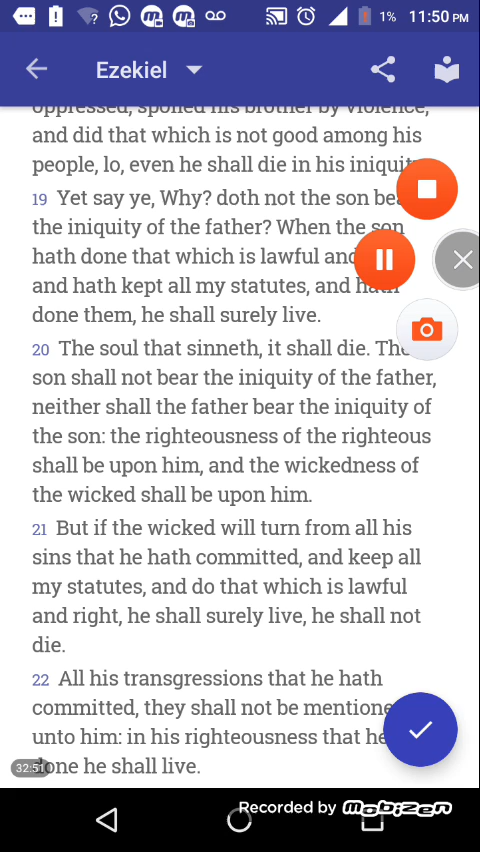 1% 11:50 PM
Ezekiel
oppressed, spoiled his brother by violence,
and did that which is not good among his
people, lo, even he shall die in his
19 Yet say ye, Why? doth not the son
the iniquity of the father? When the son
hath done that which is lawful and
and hath kept all my statutes, and hath
done them, he shall surely live.
20 The soul that sinneth, it shall die. The
son shall not bear the iniquity of the father,
neither shall the father bear the iniquity of
the son: the righteousness of the righteous
shall be upon him, and the wickedness of
the wicked shall be upon him.
21 But if the wicked will turn from all his
sins that he hath committed, and keep all
my statutes, and do that which is lawful
and right, he shall surely live, he shall not
die.
22 All his transgressions that he hath
committed, they shall not be
unto him: in his righteousness that he
32:51 done he shall live.
Recorded by mobizen